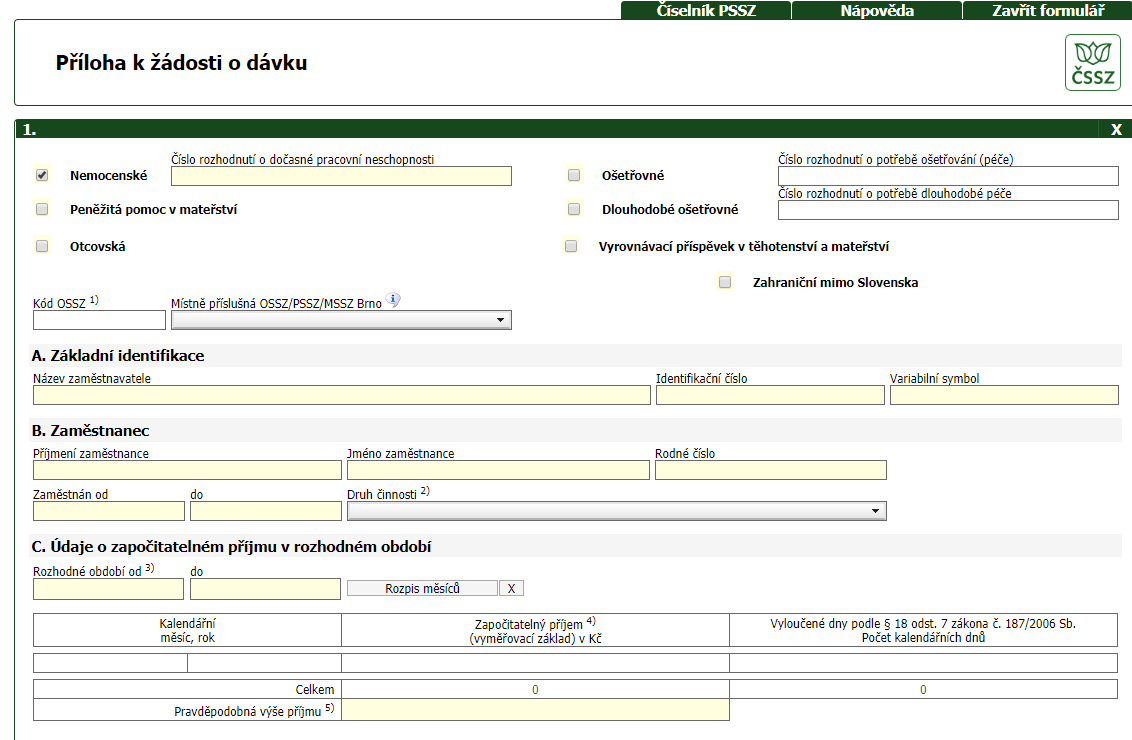 Číselník PSSZ
Nápověda
Zavřít formulář
Příloha k žádosti o dávku
ČSSZ
1.
X
Číslo rozhodnutí o dočasné pracovní neschopnosti
Nemocenské
Číslo rozhodnutí o potřebě ošetřování (péče)
Ošetřovné
Číslo rozhodnutí o potřebě dlouhodobé péče
Peněžitá pomoc v mateřství
Dlouhodobé ošetřovné
Otcovská
Vyrovnávací příspěvek v těhotenství a mateřství
Zahraniční mimo Slovenska
Kód OSSZ 1)
Místně příslušná OSSZ/PSSZ/MSSZ Brno i
A. Základní identifikace
Název zaměstnavatele
Identifikační číslo
Variabilní symbol
B. Zaměstnanec
Příjmení zaměstnance
Jméno zaměstnance
Rodné číslo
Zaměstnán od
do
Druh činnosti 2)
C. Údaje o započitatelném příjmu v rozhodném období
Rozhodné období od 3)
do
Rozpis měsíců
X
Kalendářní
měsíc, rok
Započitatelný příjem 4)
(vyměřovací základ) v Kč
Vyloučené dny podle § 18 odst. 7 zákona č. 187/2006 Sb.
Počet kalendářních dnů
Celkem
0
0
Pravděpodobná výše příjmu 5)